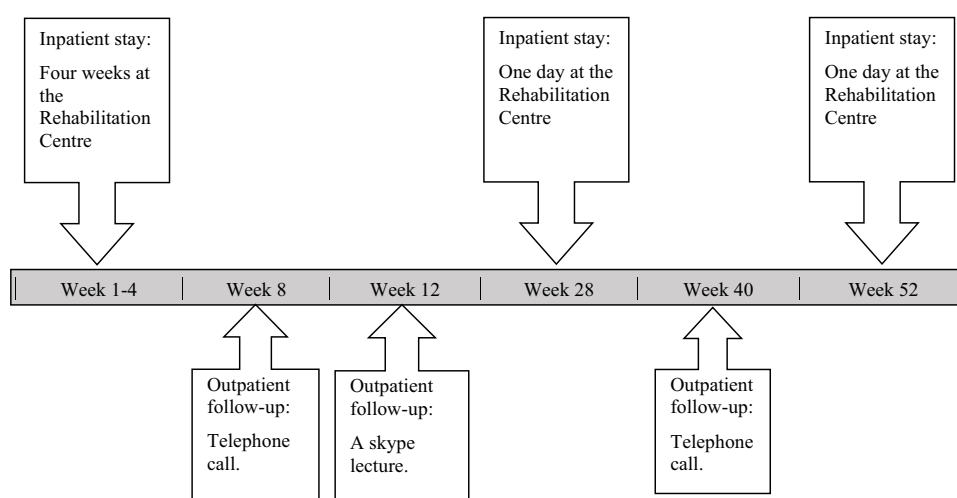 Inpatient stay:
Four weeks at
the
Rehabilitation
Centre
Inpatient stay:
One day at the
Rehabilitation
Centre
Inpatient stay:
One day at the
Rehabilitation
Centre
Week 1-4
Week 8
Week 12
Week 28
Week 40
Week 52
Outpatient
follow-up:
Telephone
call.
Outpatient
follow-up:
A skype
lecture.
Outpatient
follow-up:
Telephone
call.